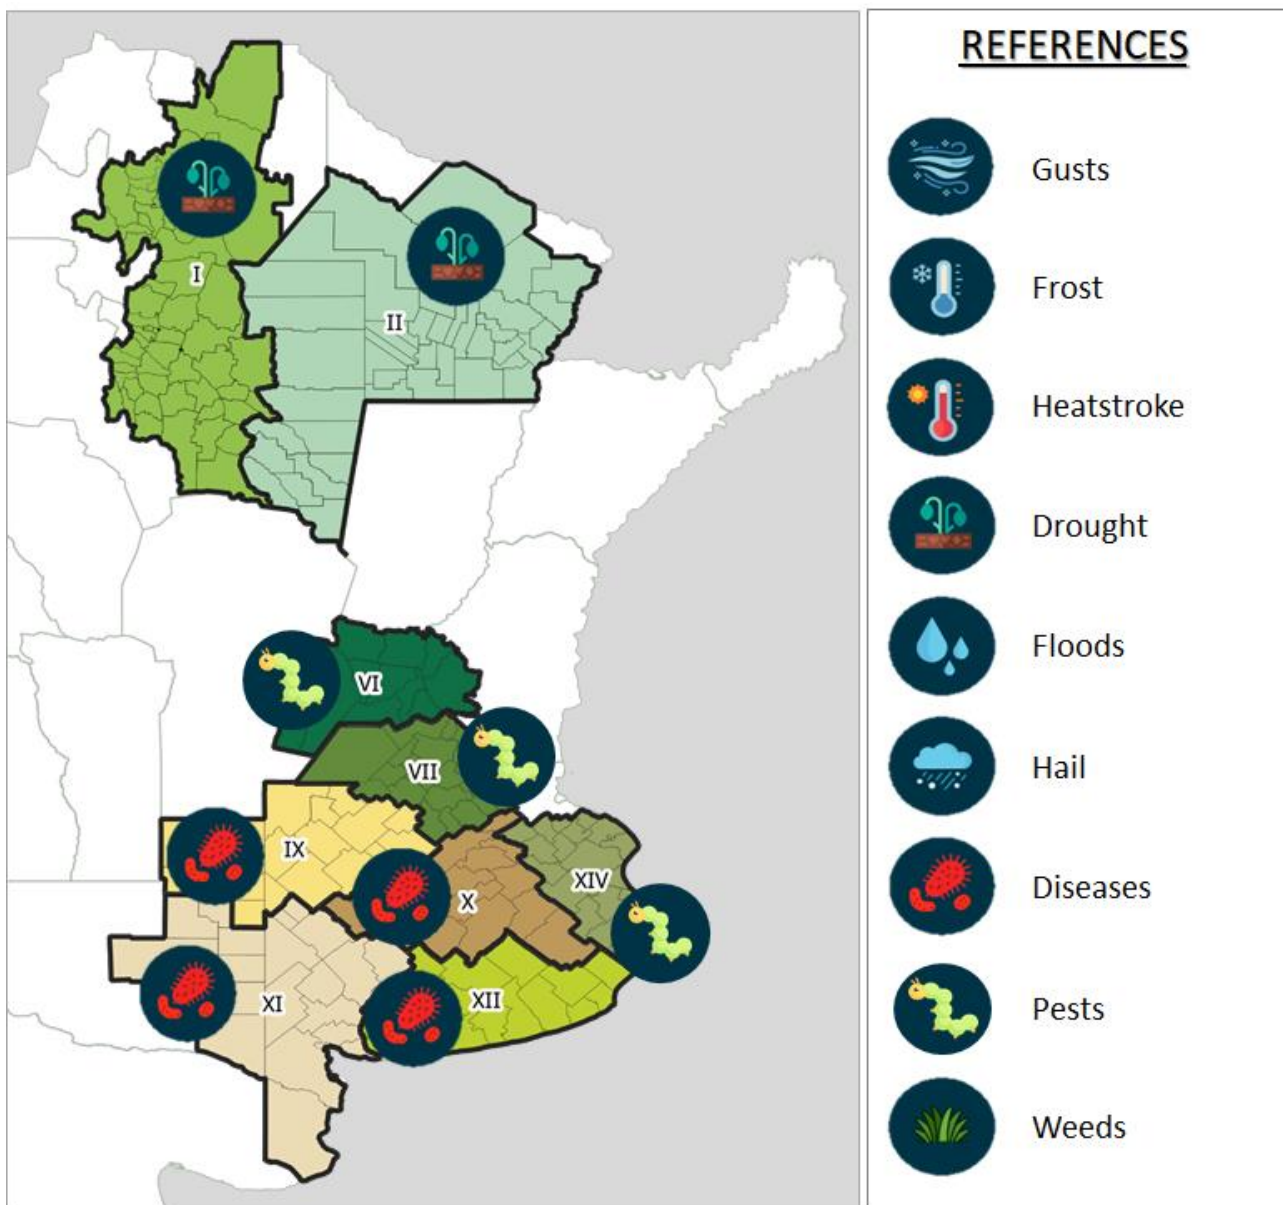 I
II
VI
VII
IX
X
XIV
XI
XII
REFERENCES
Gusts
Frost
Heatstroke
Drought
Floods
Hail
Diseases
Pests
Weeds